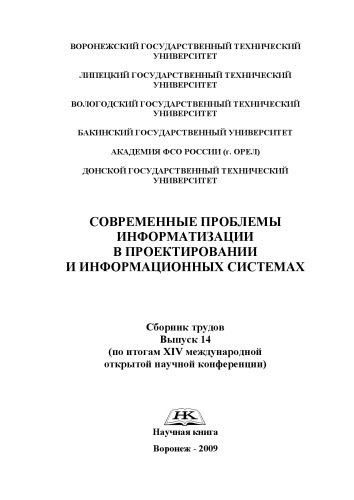 ВОРОНЕЖСКИЙ ГОСУДАРСТВЕННЫЙ ТЕХНИЧЕСКИЙ
УНИВЕРСИТЕТ
ЛИПЕЦКИЙ ГОСУДАРСТВЕННЫЙ ТЕХНИЧЕСКИЙ
УНИВЕРСИТЕТ
ВОЛОГОДСКИЙ ГОСУДАРСТВЕННЫЙ ТЕХНИЧЕСКИЙ
УНИВЕРСИТЕТ
БАКИНСКИЙ ГОСУДАРСТВЕННЫЙ УНИВЕРСИТЕТ
АКАДЕМИЯ ФСО РОССИИ (г. ОРЕЛ)
ДОНСКОЙ ГОСУДАРСТВЕННЫЙ ТЕХНИЧЕСКИЙ
УНИВЕРСИТЕТ
СОВРЕМЕННЫЕ ПРОБЛЕМЫ
ИНФОРМАТИЗАЦИИ
В ПРОЕКТИРОВАНИИ
И ИНФОРМАЦИОННЫХ СИСТЕМАХ
Сборник трудов
Выпуск 14
(по итогам XIV международной
открытой научной конференции)
НК
Научная книга
Воронеж - 2009